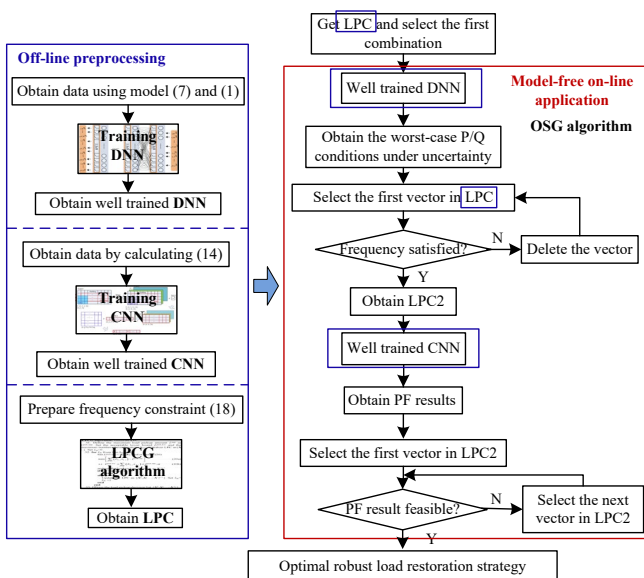 Off-line preprocessing
Obtain data using model (7) and (1)
Training
DNN
Obtain well trained DNN
Obtain data by calculating (14)
Training
CNN
Obtain well trained CNN
Prepare frequency constraint (18)
LPCG
algorithm
Obtain LPC
Get LPC and select the first
combination
Model-free on-line
application
OSG algorithm
Well trained DNN
Obtain the worst-case P/Q
conditions under uncertainty
Select the first vector in LPC
Frequency satisfied?
N
Delete the vector
Y
Obtain LPC2
Well trained CNN
Obtain PF results
Select the first vector in LPC2
PF result feasible?
N
Select the next
vector in LPC2
Y
Optimal robust load restoration strategy